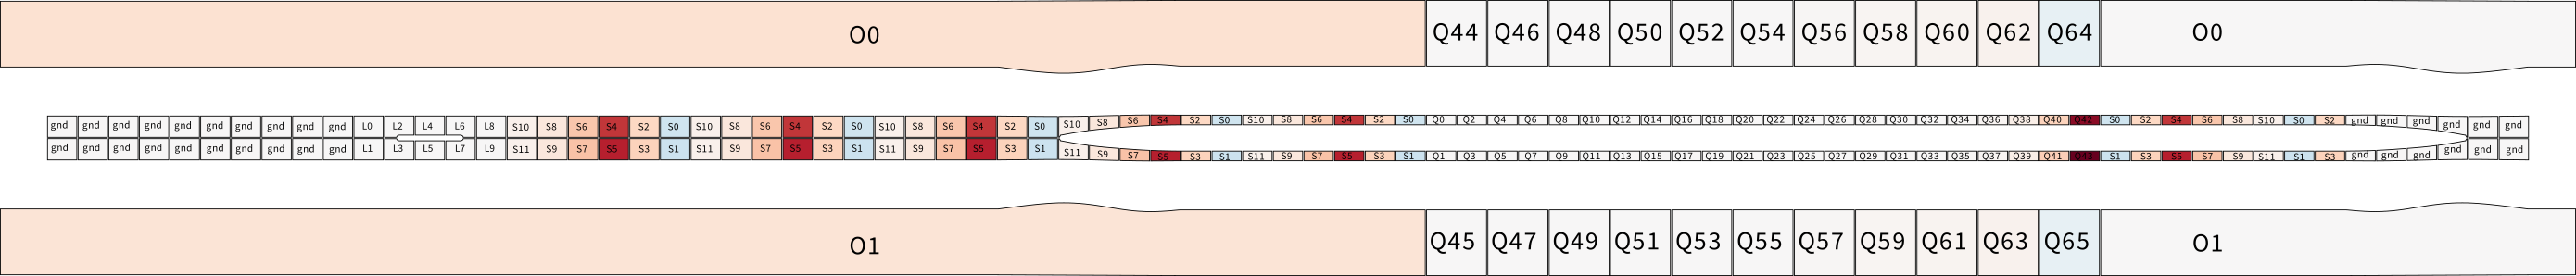 O0 Q44 Q46 Q48 Q50 Q52 Q54 Q56 Q58 Q60 Q62 Q64 O0
gnd gnd gnd gnd gnd gnd gnd gnd gnd gnd L0 L2 L4 L6 L8 S10 S8 S6 S4 S2 S0 S10 S8 S6 S4 S2 S0 S10 S8 S6 S4 S2 S0 S10 S8 S6 S4 S2 S0 S10 S8 S6 S4 S2 S0 Q0 Q2 Q4 Q6 Q8 Q10 Q12 Q14 Q16 Q18 Q20 Q22 Q24 Q26 Q28 Q30 Q32 Q34 Q36 Q38 Q40 Q42 S0 S2 S4 S6 S8 S10 S0 S2 gnd gnd gnd gnd gnd gnd
gnd gnd gnd gnd gnd gnd gnd gnd gnd gnd L1 L3 L5 L7 L9 S11 S9 S7 S5 S3 S1 S11 S9 S7 S5 S3 S1 S11 S9 S7 S5 S3 S1 S11 S9 S7 S5 S3 S1 S11 S9 S7 S5 S3 S1 Q1 Q3 Q5 Q7 Q9 Q11 Q13 Q15 Q17 Q19 Q21 Q23 Q25 Q27 Q29 Q31 Q33 Q35 Q37 Q39 Q41 Q43 S1 S3 S5 S7 S9 S11 S1 S3 gnd gnd gnd gnd gnd gnd
O1 Q45 Q47 Q49 Q51 Q53 Q55 Q57 Q59 Q61 Q63 Q65 O1